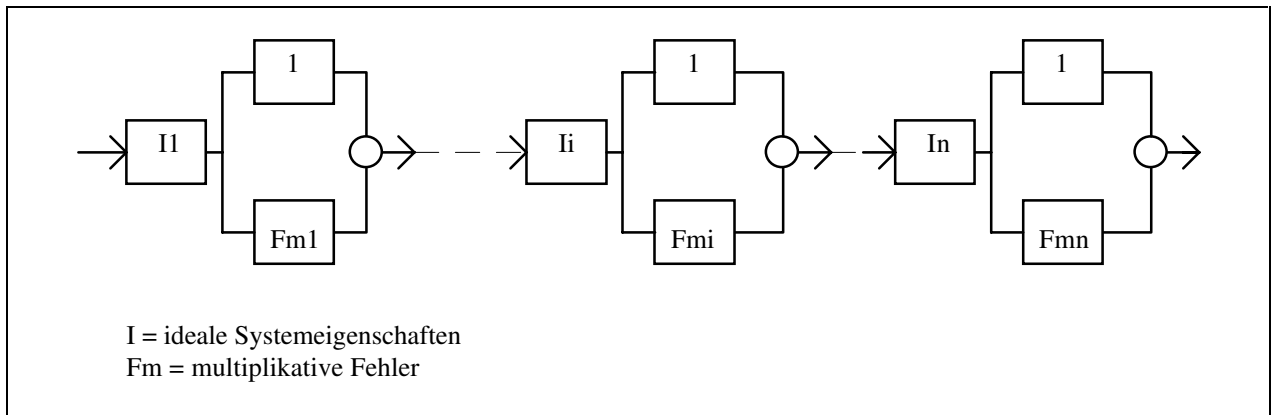 1 1 1
I1 Ii In
Fm1 Fmi Fmn
I = ideale Systemeigenschaften
Fm = multiplikative Fehler